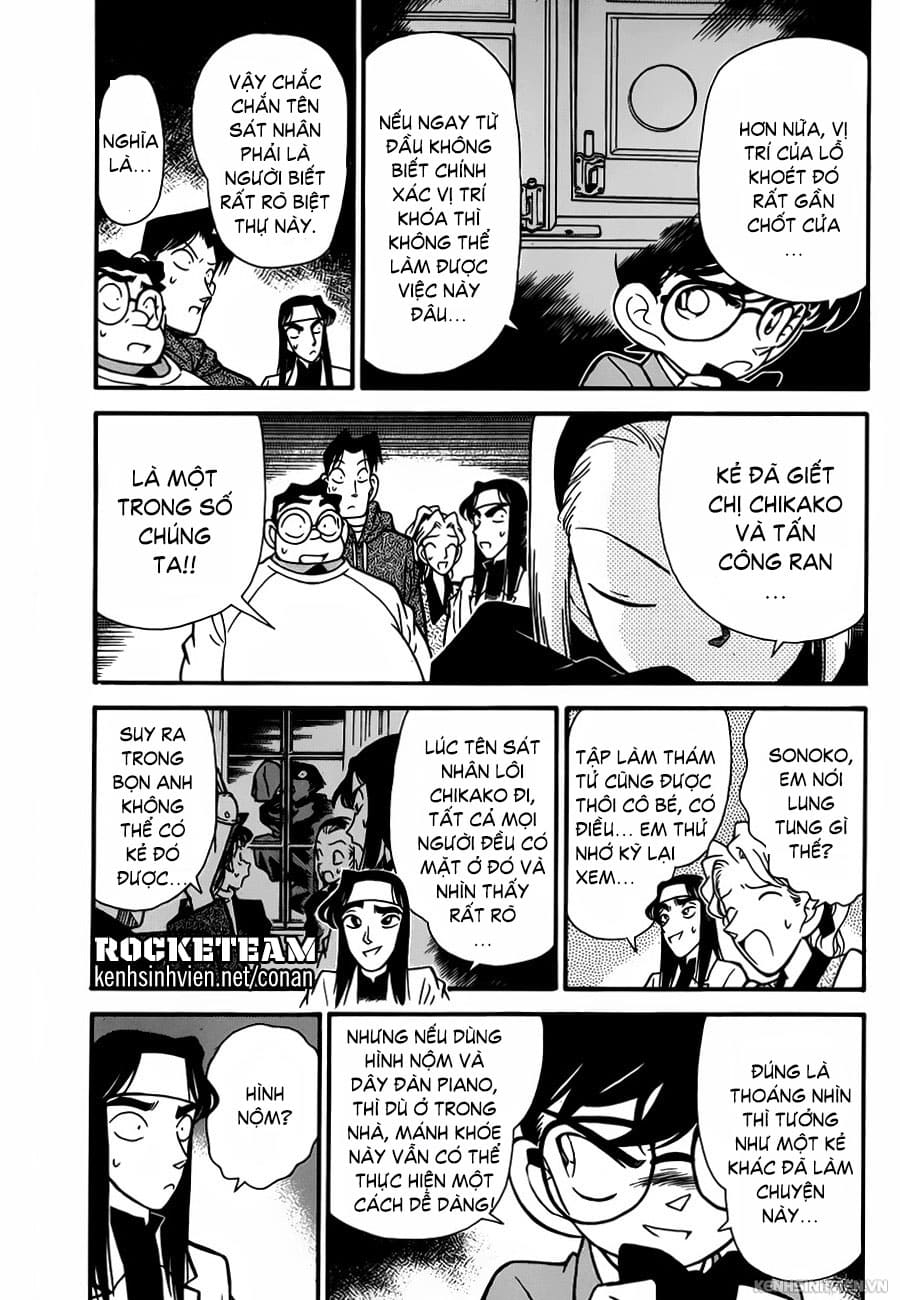 HƠN NỮA, VỊ
TRÍ CỦA LỖ
KHOÉT ĐÓ
RẤT GẦN
CHỐT CỬA
...
NẾU NGAY TỪ
ĐẦU KHÔNG
BIẾT CHÍNH
XÁC VỊ TRÍ
KHÓA THÌ
KHÔNG THỂ
LÀM ĐƯỢC
VIỆC NÀY
ĐÂU...
VẬY CHẮC
CHẮN TÊN
SÁT NHÂN
PHẢI LÀ
NGƯỜI BIẾT
RẤT RÕ BIỆT
THỰ NÀY.
NGHĨA
LÀ...
KẺ ĐÃ GIẾT
CHỊ CHIKAKO
VÀ TẤN
CÔNG RAN
...
LÀ MỘT
TRONG SỐ
CHÚNG
TA!!
SONOKO,
EM NÓI
LUNG
TUNG GÌ
THẾ?
TẬP LÀM THÁM
TỬ CŨNG ĐƯỢC
THÔI CÔ BÉ, CÓ
ĐIỀU... EM THỬ
NHỚ KỸ LẠI
XEM...
LÚC TÊN SÁT
NHÂN LÔI
CHIKAKO ĐI,
TẤT CẢ MỌI
NGƯỜI ĐỀU CÓ
MẶT Ở ĐÓ VÀ
NHÌN THẤY
RẤT RÕ
...
SUY RA
TRONG
BỌN ANH
KHÔNG
THỂ CÓ
KẺ ĐÓ
ĐƯỢC...
ROCKETEAM
kenhsinhvien.net/conan
ĐÚNG LÀ
THOÁNG NHÌN
THÌ TƯỞNG
NHƯ MỘT KẺ
KHÁC ĐÃ LÀM
CHUYỆN
NÀY...
NHƯNG NẾU DÙNG
HÌNH NỘM VÀ
DÂY ĐÀN PIANO,
THÌ DÙ Ở TRONG
NHÀ, MÁNH KHÓE
NÀY VẪN CÓ THỂ
THỰC HIỆN MỘT
CÁCH DỄ DÀNG!
HÌNH
NỘM?
KENHSINHVIEN.VN